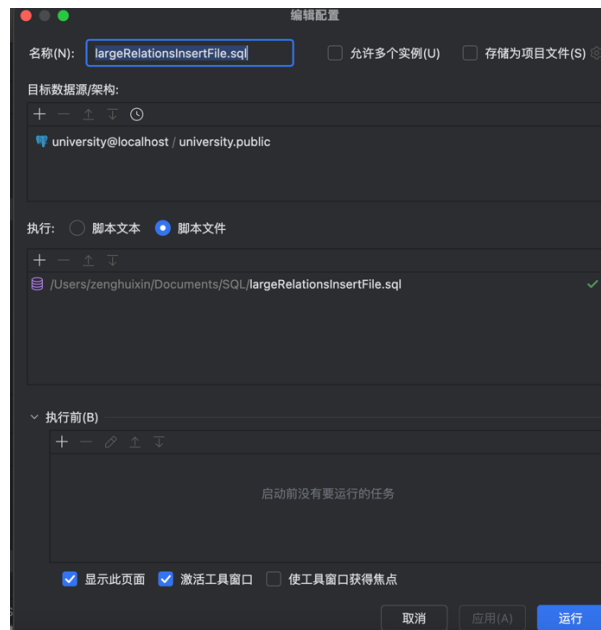 编辑配置
名称(N): largeRelationsInsertFile.sql 允许多个实例(U) 存储为项目文件(S)
目标数据源/架构:
university@localhost / university.public
执行: 脚本文本 脚本文件
/Users/zenghuixin/Documents/SQL/largeRelationsInsertFile.sql
执行前(B)
启动前没有要运行的任务
显示此页面 激活工具窗口 使工具窗口获得焦点
取消 应用(A) 运行